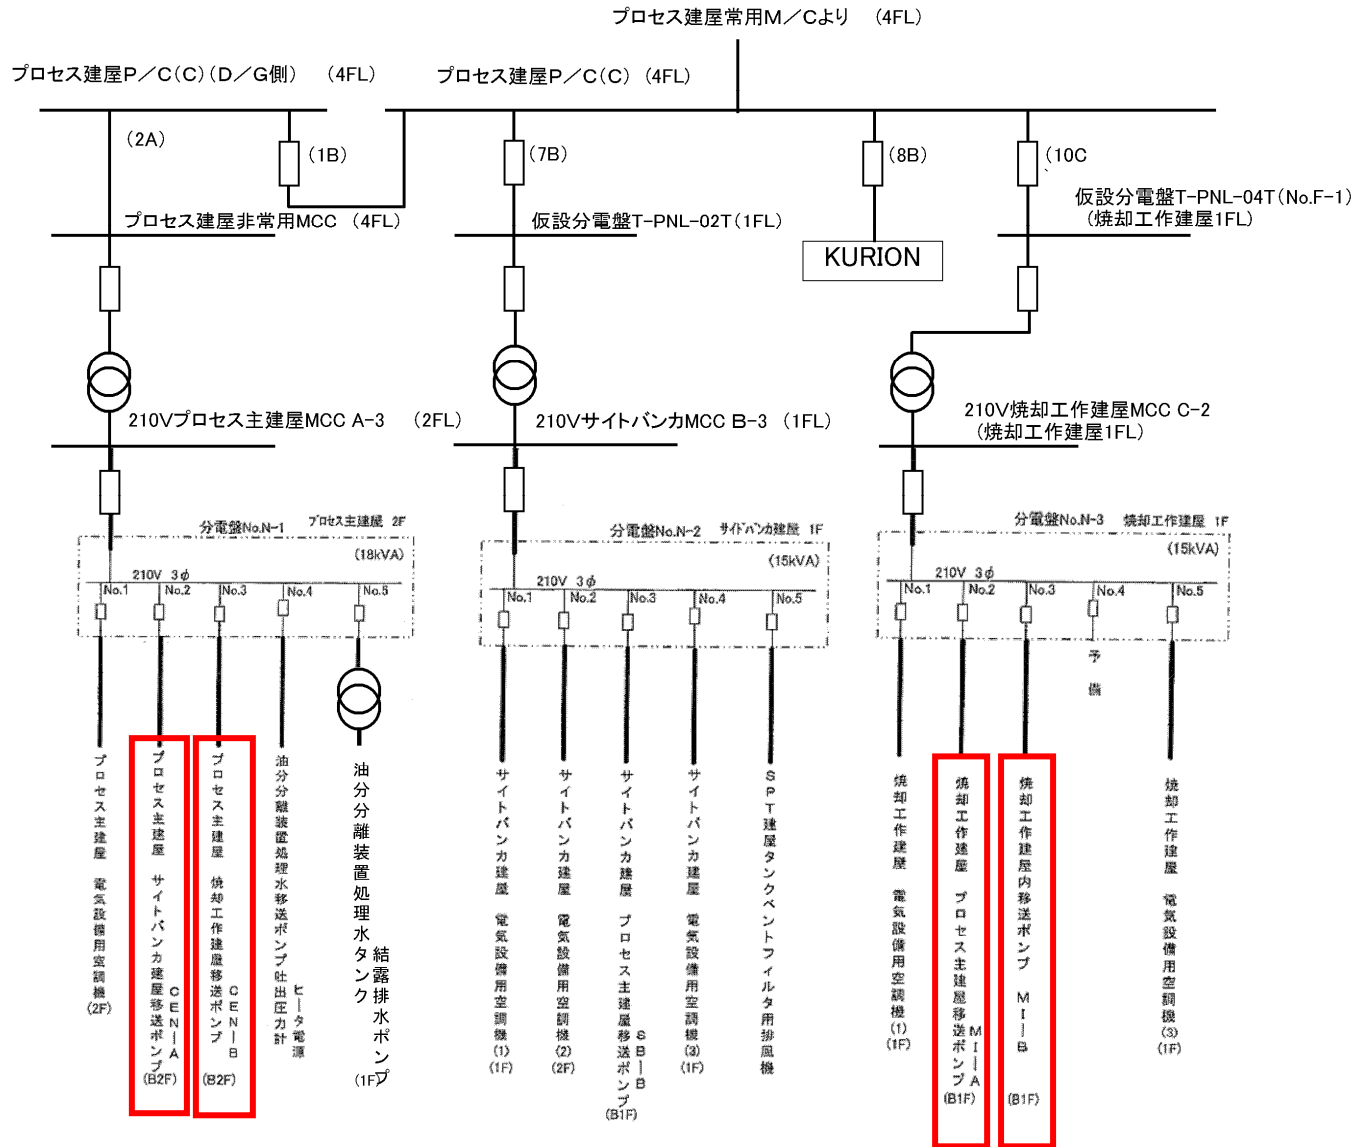 プロセス建屋常用M/Cより (4FL)
プロセス建屋P/C(C)(D/G側) (4FL)
プロセス建屋P/C(C) (4FL)
(2A)
(1B)
(7B)
(8B)
(10C
プロセス建屋非常用MCC (4FL)
仮設分電盤T-PNL-02T(1FL)
KURION
仮設分電盤T-PNL-04T(No.F-1)
(焼却工作建屋1FL)
210Vプロセス主建屋MCC A-3 (2FL)
210VサイトバンカMCC B-3 (1FL)
210V焼却工作建屋MCC C-2
(焼却工作建屋1FL)
分電盤No.N-1 プロセス主建屋 2F
(18kVA)
210V 3φ
No.1
No.2
No.3
No.4
No.5
プロセス主建屋 電気設備用空調機
(2F)
プロセス主建屋 サイトバンカ建屋移送ポンプ
CEN-A
(B2F)
プロセス主建屋 焼却工作建屋移送ポンプ
CEN-B
(B2F)
油分分離装置処理水移送ポンプ吐出圧力計
ヒータ電源
油分分離装置処理水タンク
結露排水ポンプ
(1F)
分電盤No.N-2 サイドバンカ建屋 1F
(15kVA)
210V 3φ
No.1
No.2
No.3
No.4
No.5
サイトバンカ建屋 電気設備用空調機(1)
(1F)
サイトバンカ建屋 電気設備用空調機(2)
(2F)
サイトバンカ建屋 プロセス主建屋移送ポンプ
SB-B
(B1F)
サイトバンカ建屋 電気設備用空調機(3)
(1F)
SPT建屋タンクベントフィルタ用排風機
分電盤No.N-3 焼却工作建屋 1F
(15kVA)
210V 3φ
No.1
No.2
No.3
No.4
No.5
焼却工作建屋 電気設備用空調機(1)
(1F)
焼却工作建屋 プロセス主建屋移送ポンプ
MI-A
(B1F)
焼却工作建屋内移送ポンプ MI-B
(B1F)
予備
焼却工作建屋 電気設備用空調機(3)
(1F)